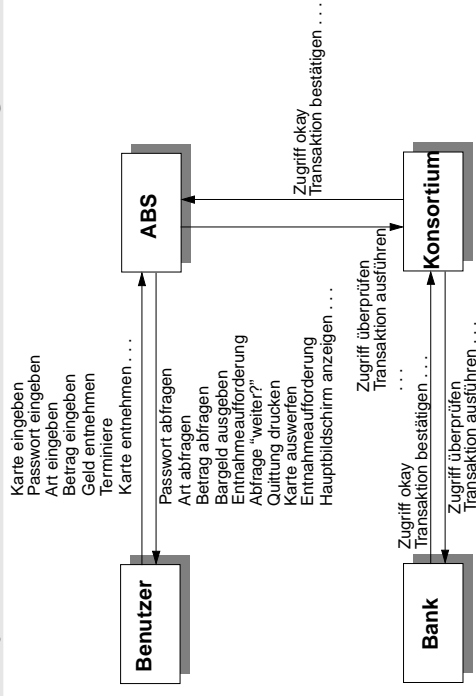 Karte eingeben
Passwort eingeben
Art eingeben
Betrag eingeben
Geld entnehmen
Terminiere
Karte entnehmen . . .
Benutzer
ABS
Passwort abfragen
Art abfragen
Betrag abfragen
Bargeld ausgeben
Entnahmeaufforderung
Abfrage “weiter?”
Quittung drucken
Karte auswerfen
Entnahmeaufforderung
Hauptbildschirm anzeigen . . .
Zugriff okay
Transaktion bestätigen . . .
Zugriff überprüfen
Transaktion ausführen
. . .
Zugriff okay
Transaktion bestätigen . . .
Bank
Konsortium
Zugriff überprüfen
Transaktion ausführen . . .